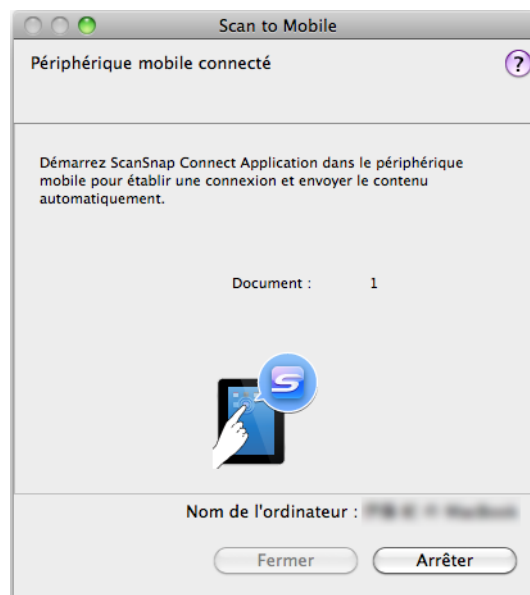 Scan to Mobile
Périphérique mobile connecté
?
Démarrez ScanSnap Connect Application dans le périphérique
mobile pour établir une connexion et envoyer le contenu
automatiquement.
Document : 1
S
Nom de l'ordinateur :
Fermer Arrêter